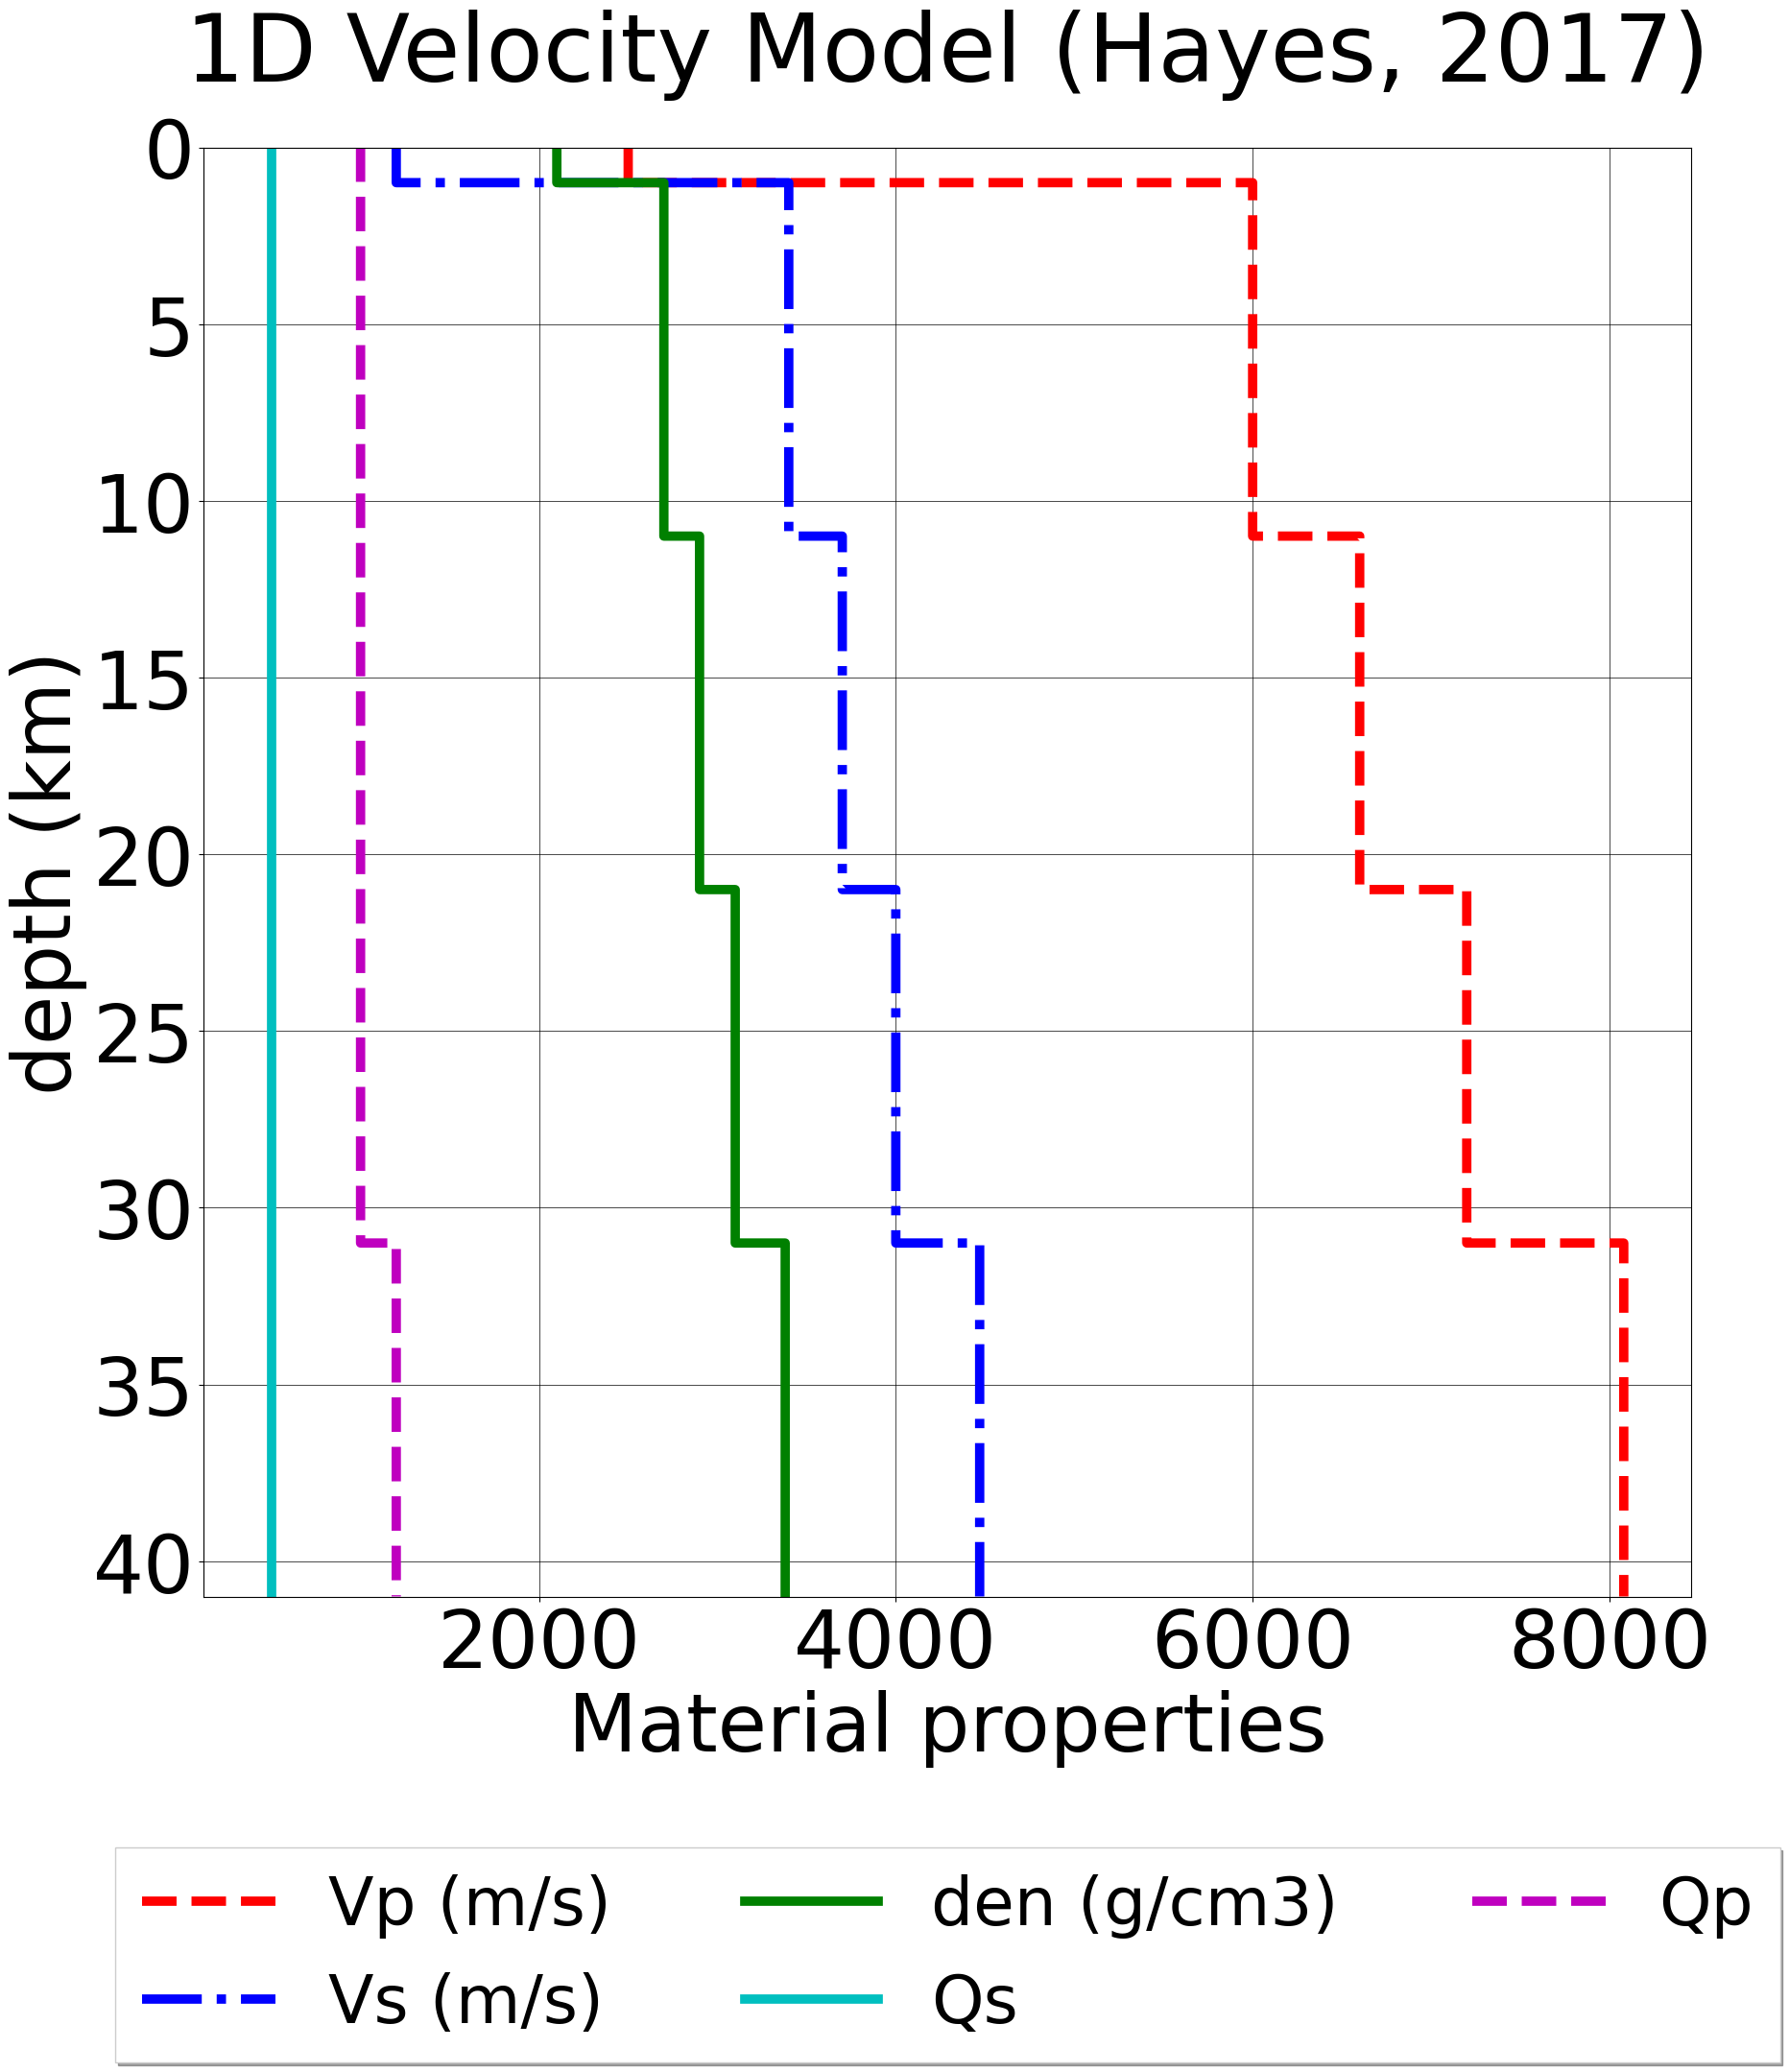 1D Velocity Model (Hayes, 2017)
0
5
10
15
20
25
30
35
40
depth (km)
2000 4000 6000 8000
Material properties
Vp (m/s) den (g/cm3) Qp
Vs (m/s) Qs